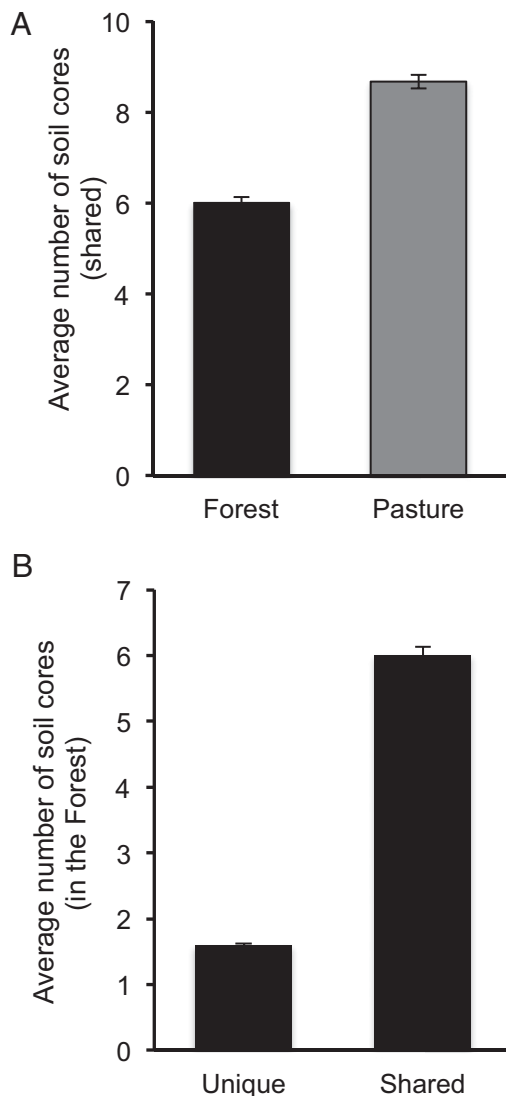 A
Average number of soil cores
(shared)
10
8
6
4
2
0
Forest
Pasture
B
Average number of soil cores
(in the Forest)
7
6
5
4
3
2
1
0
Unique
Shared